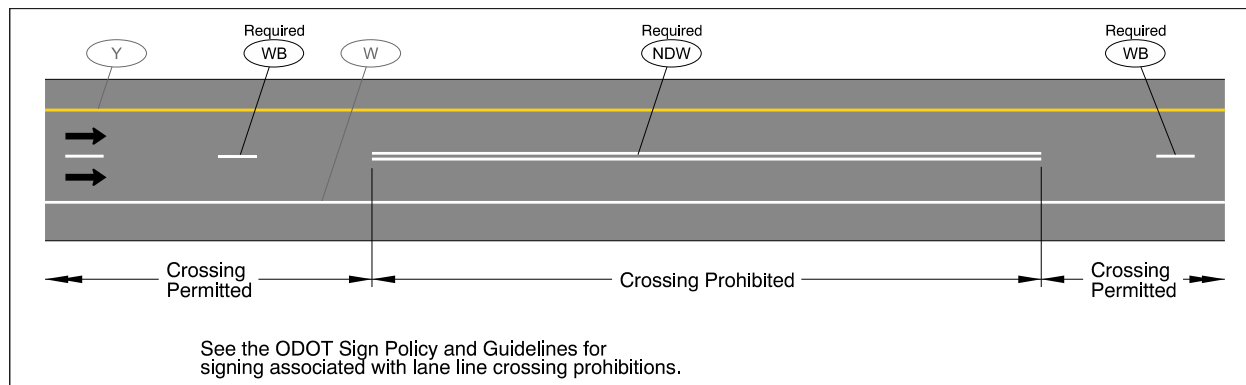 Required
Required
Required
Y
WB
W
NDW
WB
Crossing
Permitted
Crossing Prohibited
Crossing
Permitted
See the ODOT Sign Policy and Guidelines for
signing associated with lane line crossing prohibitions.